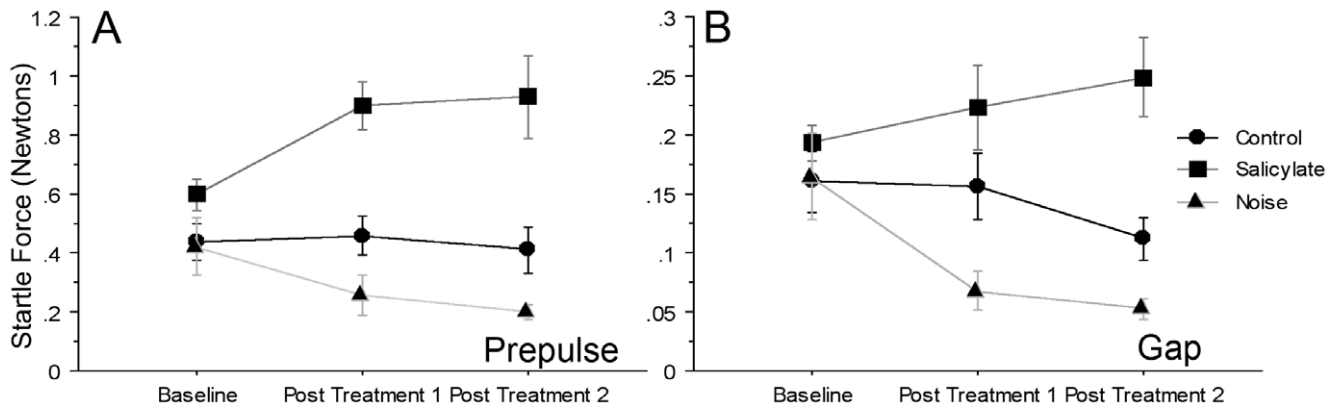 A
B
Startle Force (Newtons)
1.2
1
.8
.6
.4
.2
0
Prepulse
Baseline Post Treatment 1 Post Treatment 2
.3
.25
.2
.15
.1
.05
0
Gap
Baseline Post Treatment 1 Post Treatment 2
Control
Salicylate
Noise